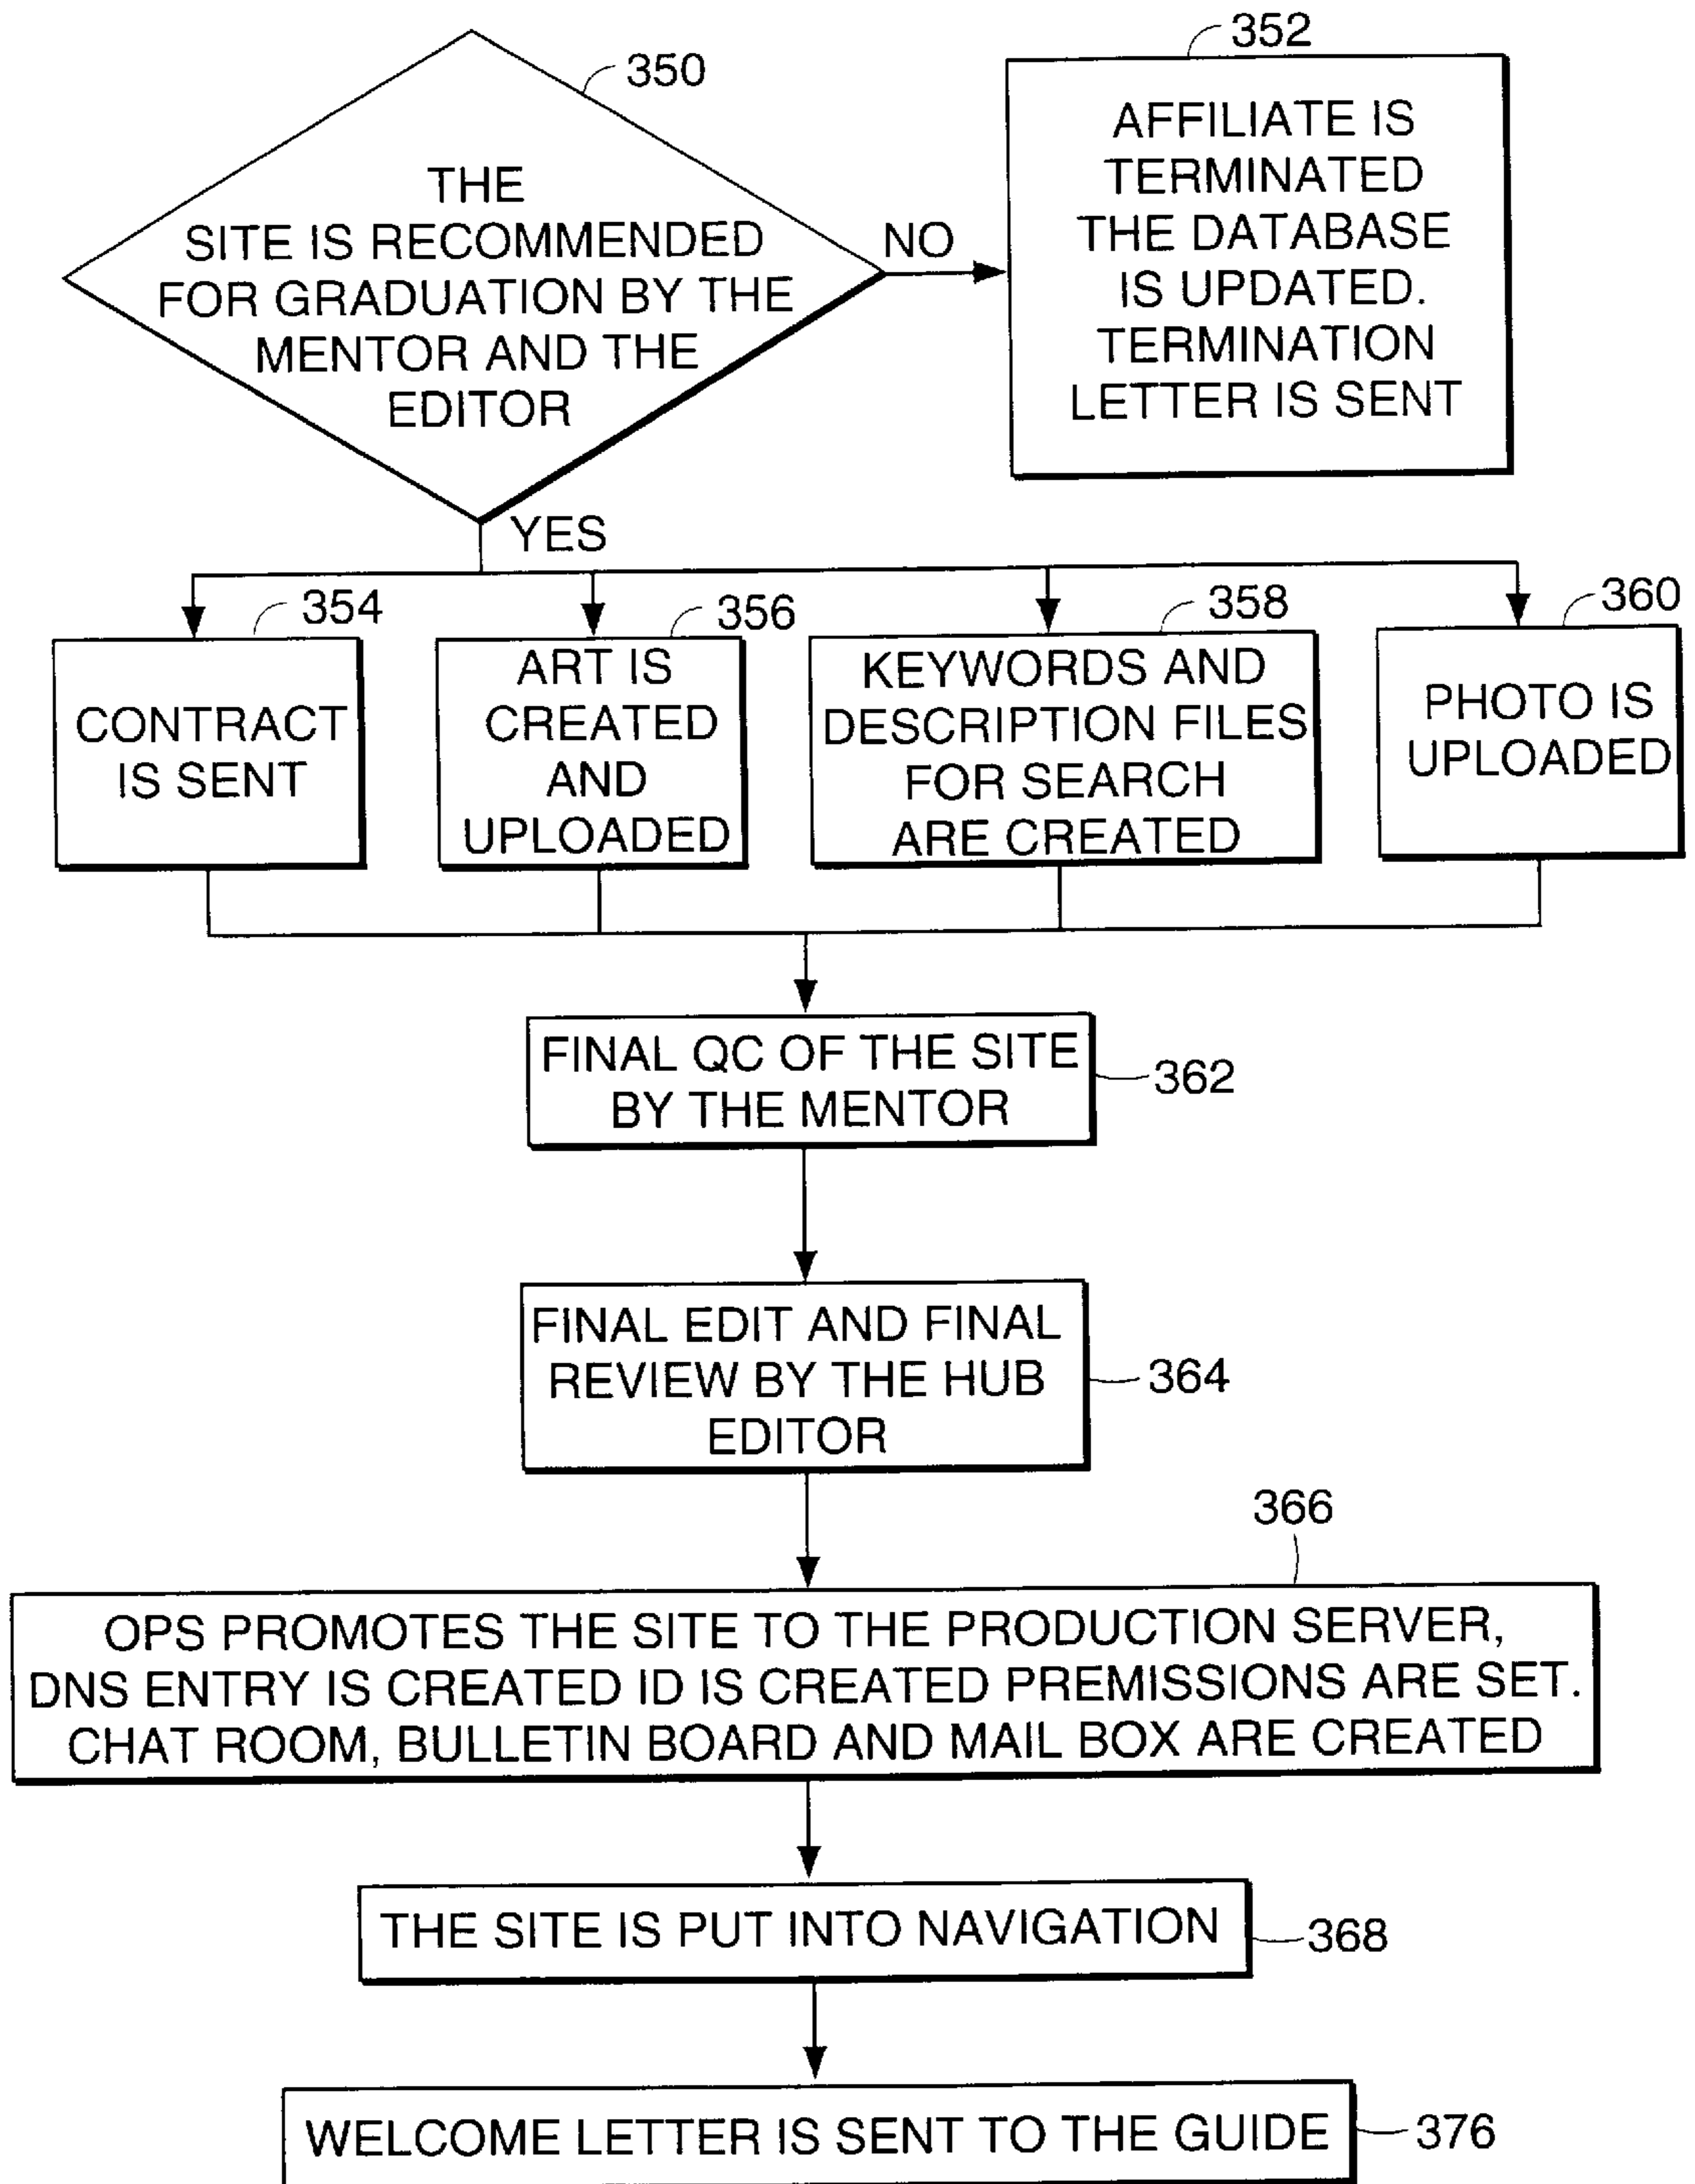 350
THE
SITE IS RECOMMENDED
FOR GRADUATION BY THE
MENTOR AND THE
EDITOR
NO
352
AFFILIATE IS
TERMINATED
THE DATABASE
IS UPDATED.
TERMINATION
LETTER IS SENT
YES
354
CONTRACT
IS SENT
356
ART IS
CREATED
AND
UPLOADED
358
KEYWORDS AND
DESCRIPTION FILES
FOR SEARCH
ARE CREATED
360
PHOTO IS
UPLOADED
FINAL QC OF THE SITE
BY THE MENTOR
362
FINAL EDIT AND FINAL
REVIEW BY THE HUB
EDITOR
364
366
OPS PROMOTES THE SITE TO THE PRODUCTION SERVER,
DNS ENTRY IS CREATED ID IS CREATED PREMISSIONS ARE SET.
CHAT ROOM, BULLETIN BOARD AND MAIL BOX ARE CREATED
THE SITE IS PUT INTO NAVIGATION
368
WELCOME LETTER IS SENT TO THE GUIDE
376